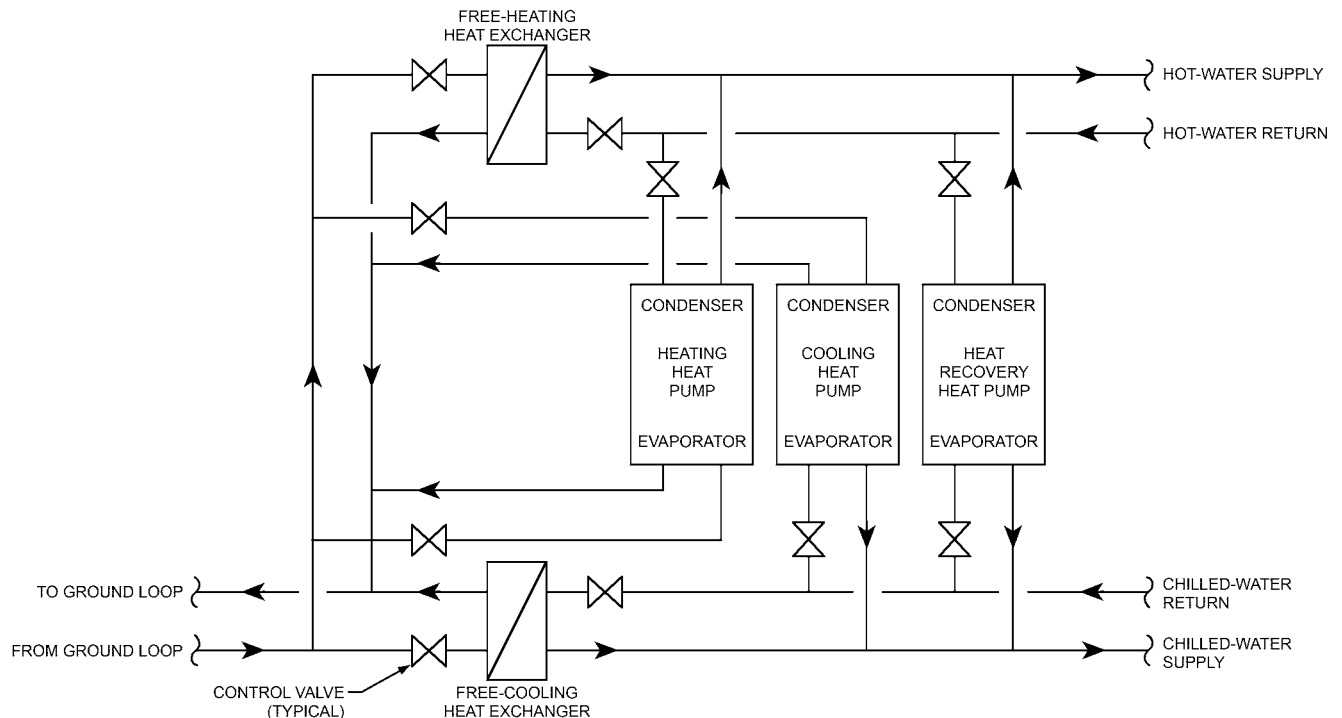 FREE-HEATING
HEAT EXCHANGER
HOT-WATER SUPPLY
HOT-WATER RETURN
CONDENSER
HEATING
HEAT
PUMP
EVAPORATOR
CONDENSER
COOLING
HEAT
PUMP
EVAPORATOR
CONDENSER
HEAT
RECOVERY
HEAT PUMP
EVAPORATOR
TO GROUND LOOP
CHILLED-WATER
RETURN
FROM GROUND LOOP
CHILLED-WATER
SUPPLY
CONTROL VALVE
(TYPICAL)
FREE-COOLING
HEAT EXCHANGER